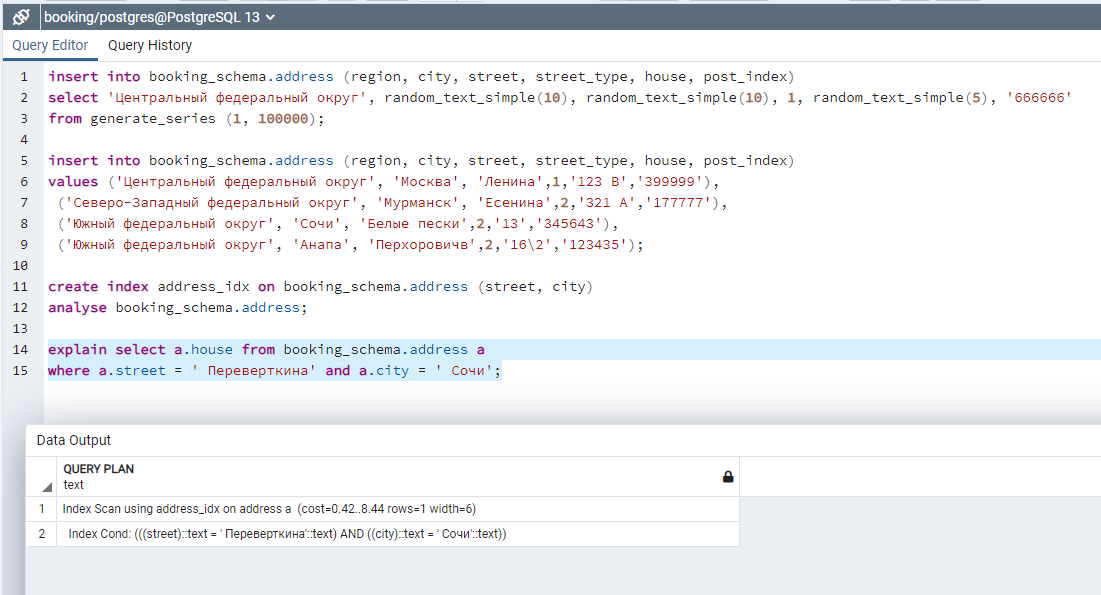 booking/postgres@PostgreSQL 13
Query Editor Query History
1 insert into booking_schema.address (region, city, street, street_type, house, post_index)
2 select 'Центральный федеральный округ', random_text_simple(10), random_text_simple(10), 1, random_text_simple(5), '666666'
3 from generate_series (1, 100000);
4
5 insert into booking_schema.address (region, city, street, street_type, house, post_index)
6 values ('Центральный федеральный округ', 'Москва', 'Ленина',1,'123 В','399999'),
7 ('Северо-Западный федеральный округ', 'Мурманск', 'Есенина',2,'321 А','177777'),
8 ('Южный федеральный округ', 'Сочи', 'Белые пески',2,'13','345643'),
9 ('Южный федеральный округ', 'Анапа', 'Перхоровичв',2,'16\2','123435');
10
11 create index address_idx on booking_schema.address (street, city)
12 analyse booking_schema.address;
13
14 explain select a.house from booking_schema.address a
15 where a.street = ' Переверткина' and a.city = ' Сочи';
Data Output
QUERY PLAN
text
1 Index Scan using address_idx on address a (cost=0.42..8.44 rows=1 width=6)
2 Index Cond: (((street)::text = ' Переверткина'::text) AND ((city)::text = ' Сочи'::text))